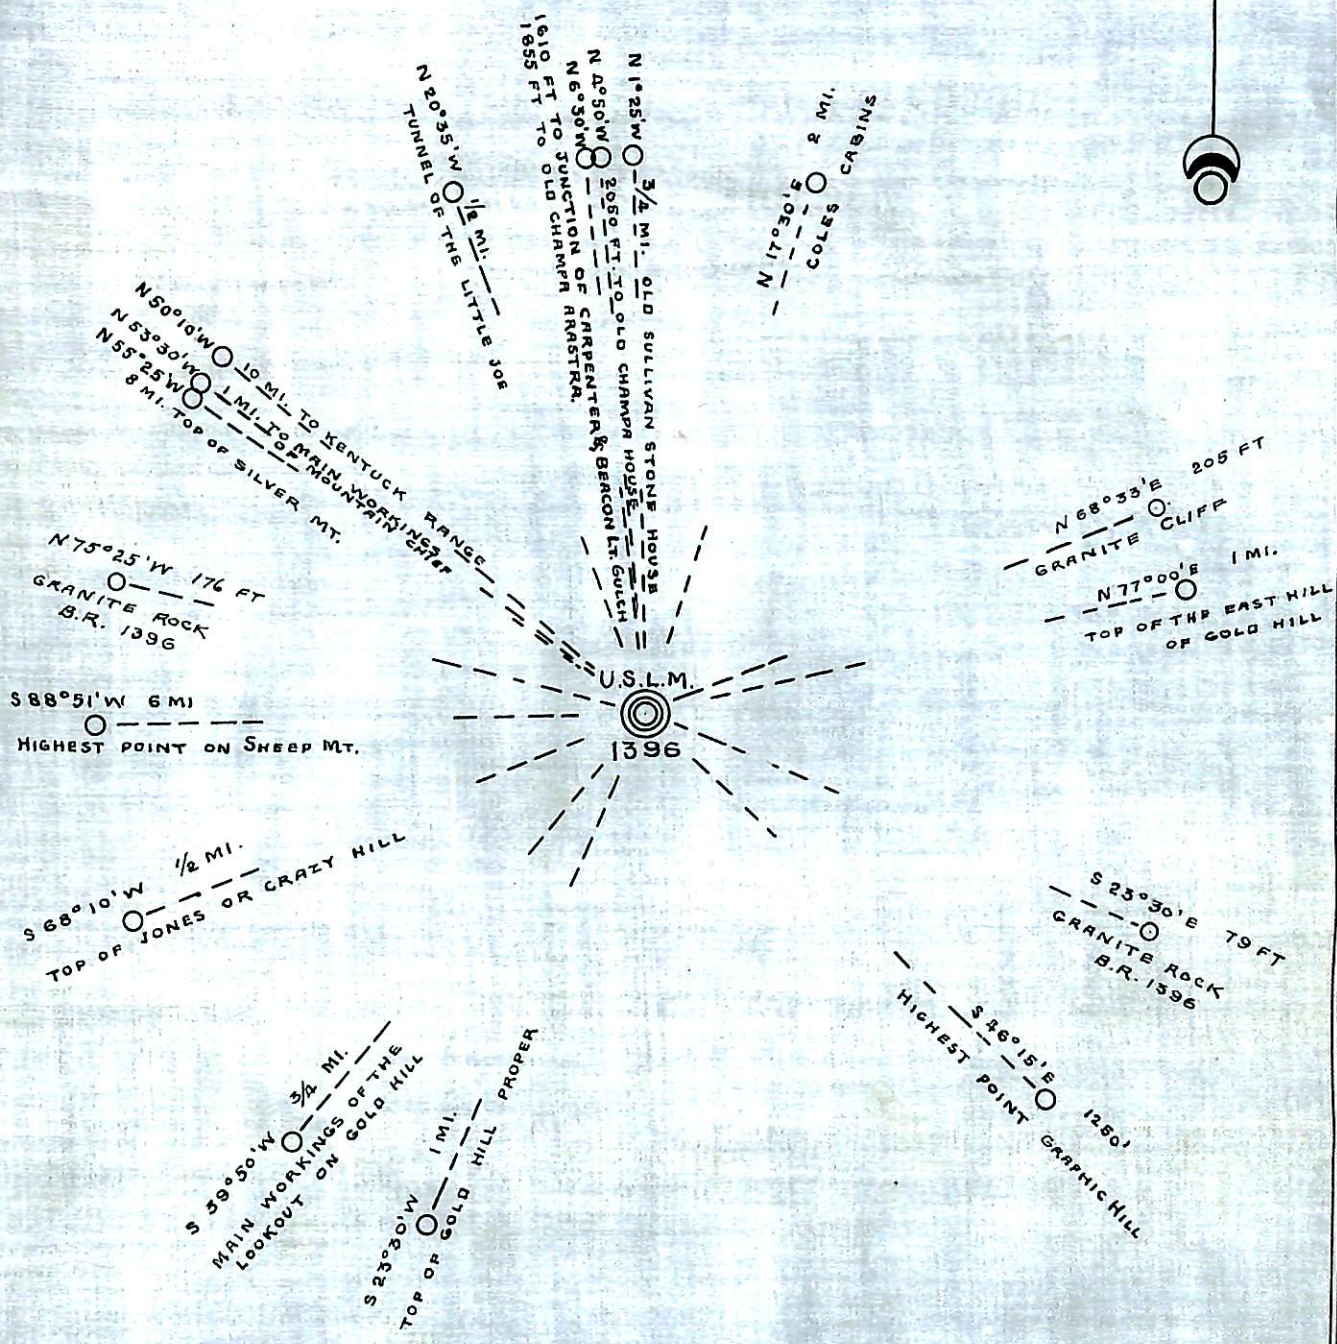 N 20°35'W 1/2 MI.
TUNNEL OF THE LITTLE JOE
1610 FT TO JUNCTION OF CARPENTER & BEACON LT. GULCH
1855 FT TO OLD CHAMPA ARASTRA.
N 6°30'W
N 4°50'W 2050 FT. TO OLD CHAMPA HOUSE
N 1°25'W 3/4 MI. OLD SULLIVAN STONE HOUSE
N 17°30'E 2 MI.
COLES CABINS
N 50°10'W 10 MI. TO KENTUCK RANGE
N 53°30'W 1 MI. TO MAIN WORKINGS
OF MOUNTAIN CHIEF
N 55°25'W
8 MI. TOP OF SILVER MT.
N 68°33'E 205 FT
GRANITE CLIFF
N 77°00'E 1 MI.
TOP OF THE EAST HILL
OF GOLD HILL
N 75°25'W 176 FT
GRANITE ROCK
B.R. 1396
U.S.L.M.
1396
S 88°51'W 6 MI
HIGHEST POINT ON SHEEP MT.
S 68°10'W 1/2 MI.
TOP OF JONES OR CRAZY HILL
S 23°30'E 79 FT
GRANITE ROCK
B.R. 1396
S 46°15'E 1250'
HIGHEST POINT GRAPHIC HILL
S 39°50'W 3/4 MI.
MAIN WORKINGS OF THE
LOOKOUT ON GOLD HILL
S 23°30'W 1 MI.
TOP OF GOLD HILL PROPER